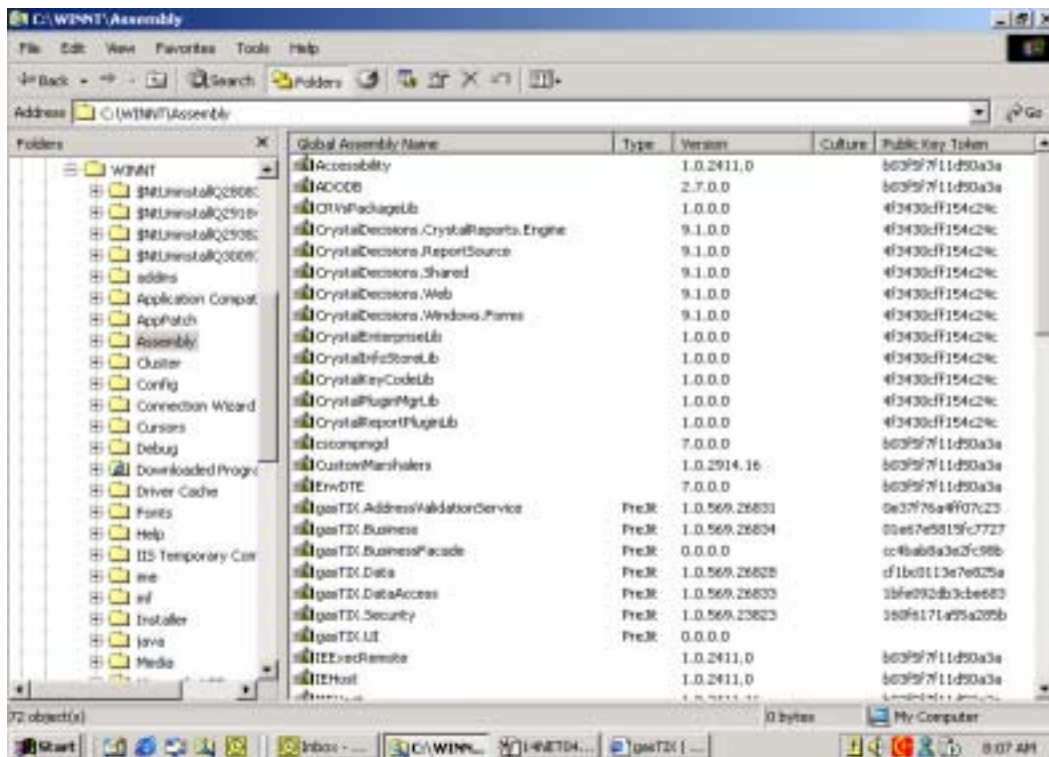 C:\WINNT\Assembly
File Edit View Favorites Tools Help
Back Search Folders
Address C:\WINNT\Assembly Go
Folders
WINNT
addins
Application Compat
AppPatch
Assembly
Cluster
Config
Connection Wizard
Cursors
Debug
Downloaded Progra
Driver Cache
Fonts
Help
IIS Temporary Com
ime
inf
Installer
java
Media
Global Assembly Name Type Version Culture Public Key Token
Accessibility 1.0.2411.0 b03f5f7f11d50a3a
ADODB 2.7.0.0 b03f5f7f11d50a3a
CRVsPackageLib 1.0.0.0 4f3430cff154c24c
CrystalDecisions.CrystalReports.Engine 9.1.0.0 4f3430cff154c24c
CrystalDecisions.ReportSource 9.1.0.0 4f3430cff154c24c
CrystalDecisions.Shared 9.1.0.0 4f3430cff154c24c
CrystalDecisions.Web 9.1.0.0 4f3430cff154c24c
CrystalDecisions.Windows.Forms 9.1.0.0 4f3430cff154c24c
CrystalEnterpriseLib 1.0.0.0 4f3430cff154c24c
CrystalInfoStoreLib 1.0.0.0 4f3430cff154c24c
CrystalKeyCodeLib 1.0.0.0 4f3430cff154c24c
CrystalPluginMgrLib 1.0.0.0 4f3430cff154c24c
CrystalReportPluginLib 1.0.0.0 4f3430cff154c24c
cscompmgd 7.0.0.0 b03f5f7f11d50a3a
CustomMarshalers 1.0.2914.16 b03f5f7f11d50a3a
EnvDTE 7.0.0.0 b03f5f7f11d50a3a
gasTIX.AddressValidationService PreJit 1.0.569.26831 0e37f76a4ff07c23
gasTIX.Business PreJit 1.0.569.26834 01e67e5815fc7727
gasTIX.BusinessFacade PreJit 0.0.0.0 cc4bab8a3e2fc98b
gasTIX.Data PreJit 1.0.569.26828 cf1bc0113e7e825a
gasTIX.DataAccess PreJit 1.0.569.26833 1bfe092db3cbe683
gasTIX.Security PreJit 1.0.569.23823 160f6171a55a285b
gasTIX.UI PreJit 0.0.0.0
IEExecRemote 1.0.2411.0 b03f5f7f11d50a3a
IEHost 1.0.2411.0 b03f5f7f11d50a3a
72 object(s) 0 bytes My Computer
Start Inbox - ... C:\WINN... gasTIX [ ... 8:07 AM